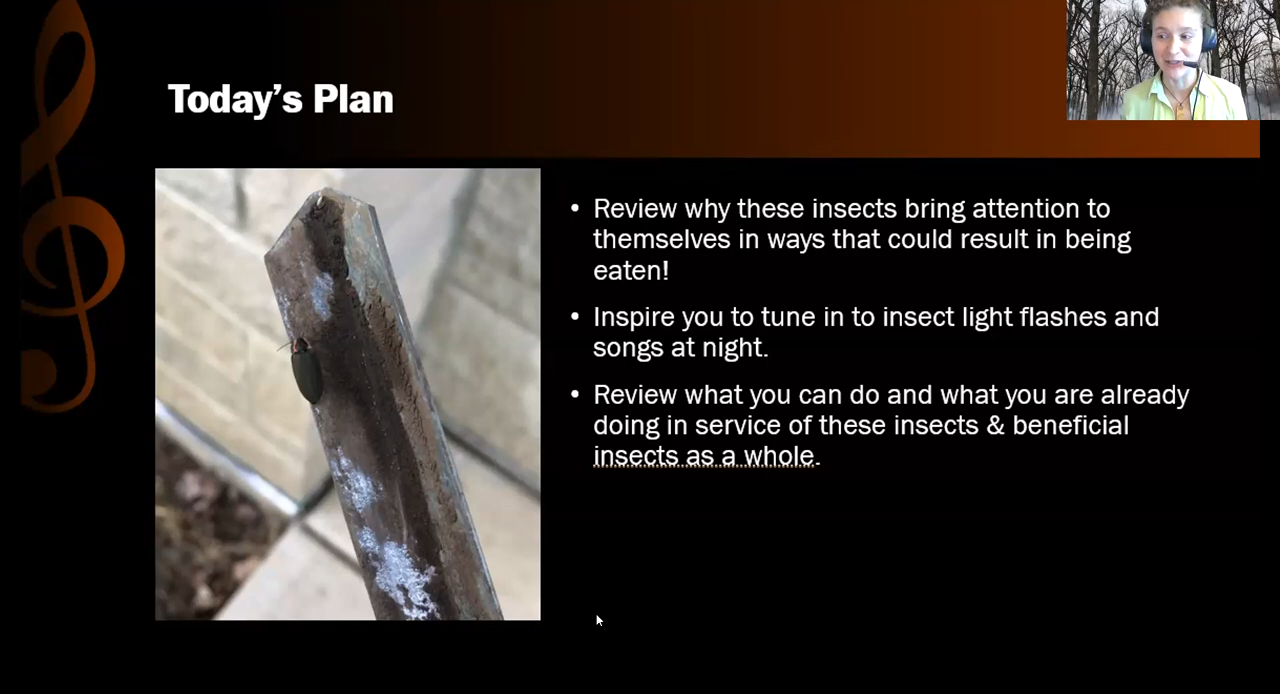 Today's Plan
• Review why these insects bring attention to
themselves in ways that could result in being
eaten!
• Inspire you to tune in to insect light flashes and
songs at night.
• Review what you can do and what you are already
doing in service of these insects & beneficial
insects as a whole.